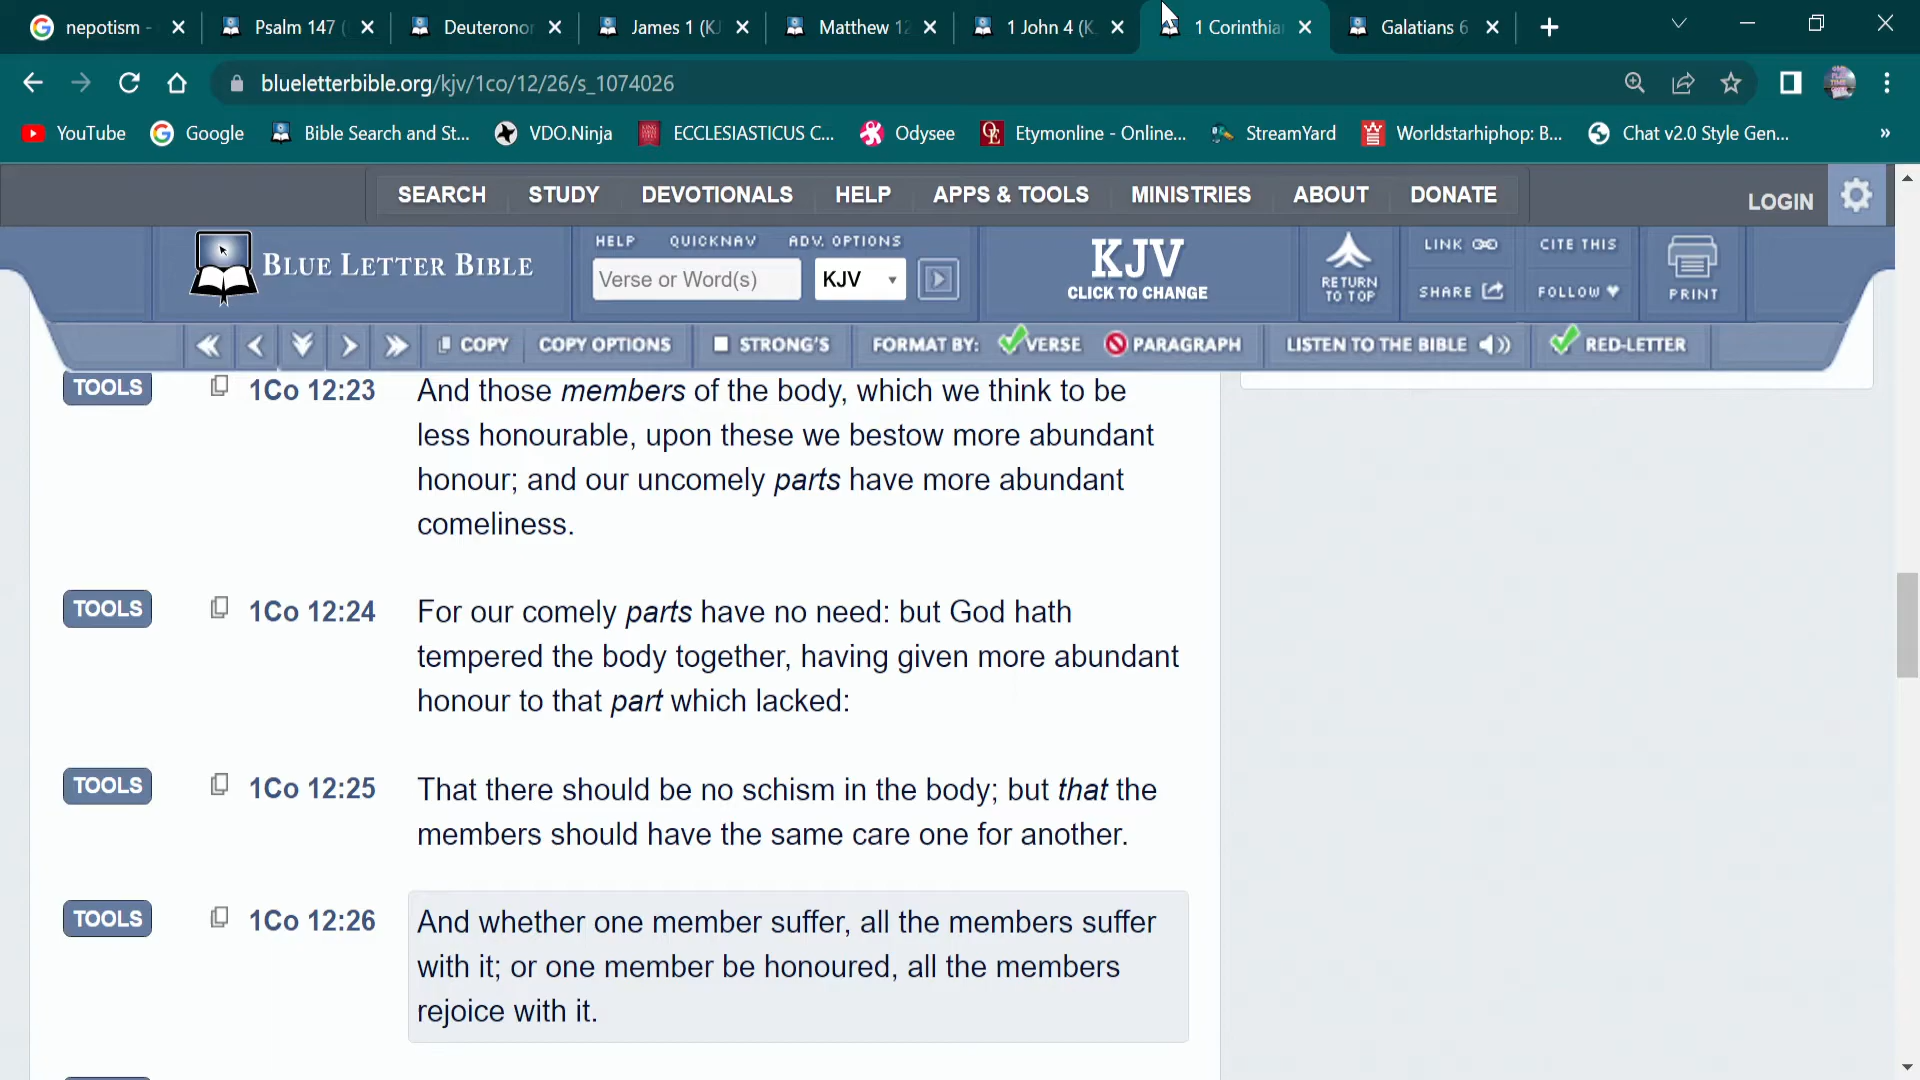 nepotism -
Psalm 147 (
Deuteronor
James 1 (KJ
Matthew 12
1 John 4 (K
1 Corinthia
Galatians 6
blueletterbible.org/kjv/1co/12/26/s_1074026
YouTube
Google
Bible Search and St...
VDO.Ninja
ECCLESIASTICUS C...
Odysee
Etymonline - Online...
StreamYard
Worldstarhiphop: B...
Chat v2.0 Style Gen...
»
SEARCH
STUDY
DEVOTIONALS
HELP
APPS & TOOLS
MINISTRIES
ABOUT
DONATE
LOGIN
BLUE LETTER BIBLE
HELP
QUICKNAV
ADV. OPTIONS
Verse or Word(s)
KJV
KJV
CLICK TO CHANGE
RETURN
TO TOP
LINK
CITE THIS
SHARE
FOLLOW
PRINT
COPY
COPY OPTIONS
STRONG'S
FORMAT BY:
VERSE
PARAGRAPH
LISTEN TO THE BIBLE
RED-LETTER
TOOLS
1Co 12:23
And those members of the body, which we think to be
less honourable, upon these we bestow more abundant
honour; and our uncomely parts have more abundant
comeliness.
TOOLS
1Co 12:24
For our comely parts have no need: but God hath
tempered the body together, having given more abundant
honour to that part which lacked:
TOOLS
1Co 12:25
That there should be no schism in the body; but that the
members should have the same care one for another.
TOOLS
1Co 12:26
And whether one member suffer, all the members suffer
with it; or one member be honoured, all the members
rejoice with it.